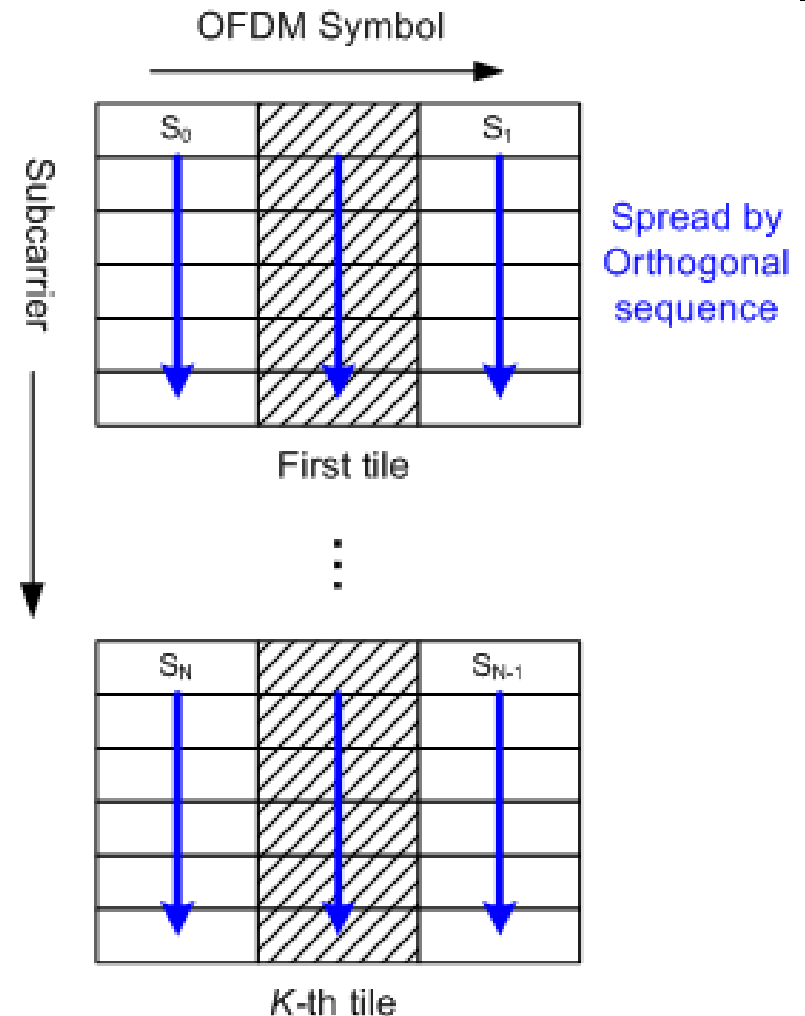 OFDM Symbol
Subcarrier
S0
S1
Spread by
Orthogonal
sequence
First tile
SN
SN-1
K-th tile